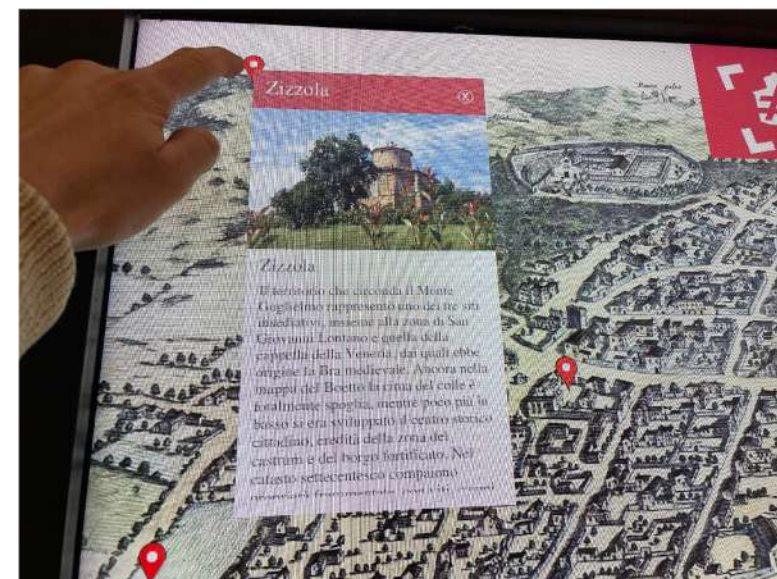 Zizzola
Zizzola
Il territorio che circonda il Monte
Guglielmo rappresentò uno dei tre siti
insediativi, insieme alla zona di San
Giovanni Lontano e quella della
cappella della Veneria, dai quali ebbe
origine la Bra medievale. Ancora nella
mappa del Boetto la cima del colle è
totalmente spoglia, mentre poco più in
basso si era sviluppato il centro storico
cittadino, eredità della zona del
castrum e del borgo fortificato. Nel
catasto settecentesco compaiono